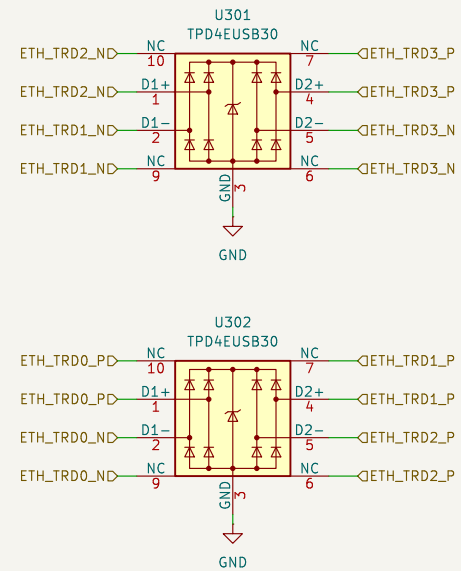 U301
TPD4EUSB30
ETH_TRD2_N NC 10 NC 7 ETH_TRD3_P
ETH_TRD2_N D1+ 1 D2+ 4 ETH_TRD3_P
ETH_TRD1_N D1- 2 D2- 5 ETH_TRD3_N
ETH_TRD1_N NC 9 NC 6 ETH_TRD3_N
GND 3
GND
U302
TPD4EUSB30
ETH_TRD0_P NC 10 NC 7 ETH_TRD1_P
ETH_TRD0_P D1+ 1 D2+ 4 ETH_TRD1_P
ETH_TRD0_N D1- 2 D2- 5 ETH_TRD2_P
ETH_TRD0_N NC 9 NC 6 ETH_TRD2_P
GND 3
GND